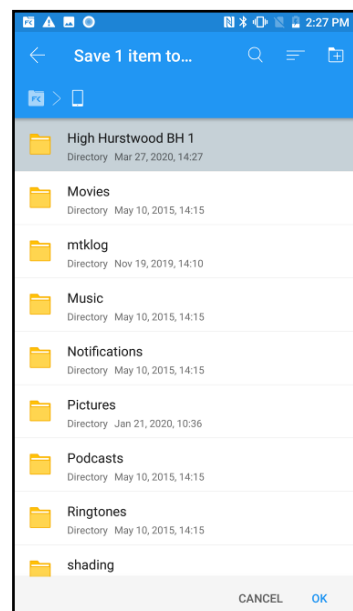 2:27 PM
Save 1 item to...
High Hurstwood BH 1
Directory Mar 27, 2020, 14:27
Movies
Directory May 10, 2015, 14:15
mtklog
Directory Nov 19, 2019, 14:10
Music
Directory May 10, 2015, 14:15
Notifications
Directory May 10, 2015, 14:15
Pictures
Directory Jan 21, 2020, 10:36
Podcasts
Directory May 10, 2015, 14:15
Ringtones
Directory May 10, 2015, 14:15
shading
CANCEL OK